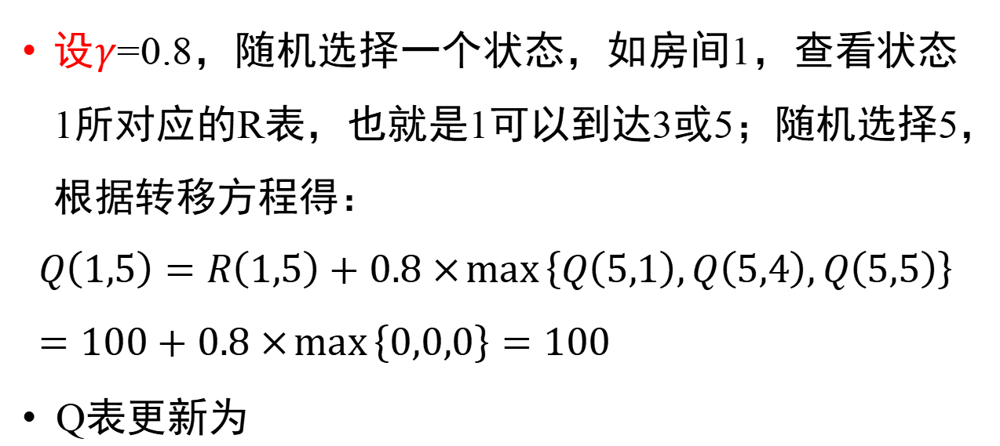 • 设γ=0.8，随机选择一个状态，如房间1，查看状态
1所对应的R表，也就是1可以到达3或5；随机选择5，
根据转移方程得：
Q(1,5) = R(1,5) + 0.8 × max{Q(5,1), Q(5,4), Q(5,5)}
= 100 + 0.8 × max{0,0,0} = 100
• Q表更新为